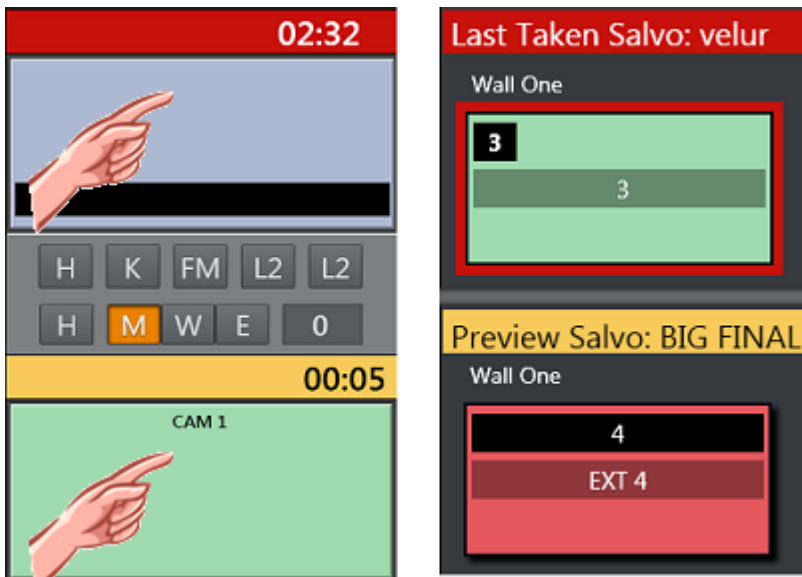 02:32
H K FM L2 L2
H M W E 0
00:05
CAM 1
Last Taken Salvo: velur
Wall One
3
3
Preview Salvo: BIG FINAL
Wall One
4
EXT 4